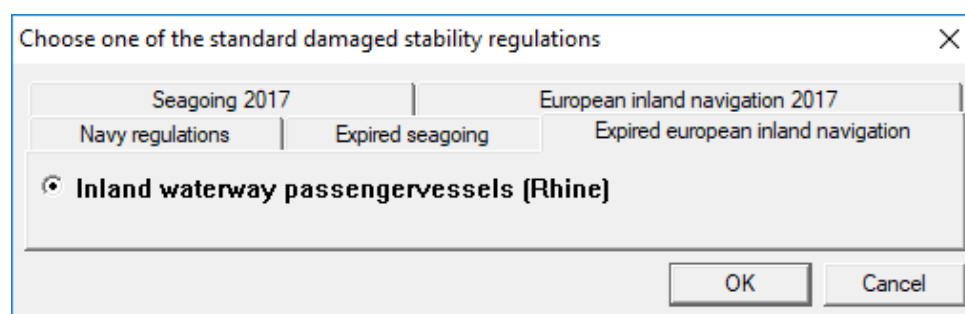 Choose one of the standard damaged stability regulations
Seagoing 2017 European inland navigation 2017
Navy regulations Expired seagoing Expired european inland navigation
Inland waterway passengervessels (Rhine)
OK Cancel